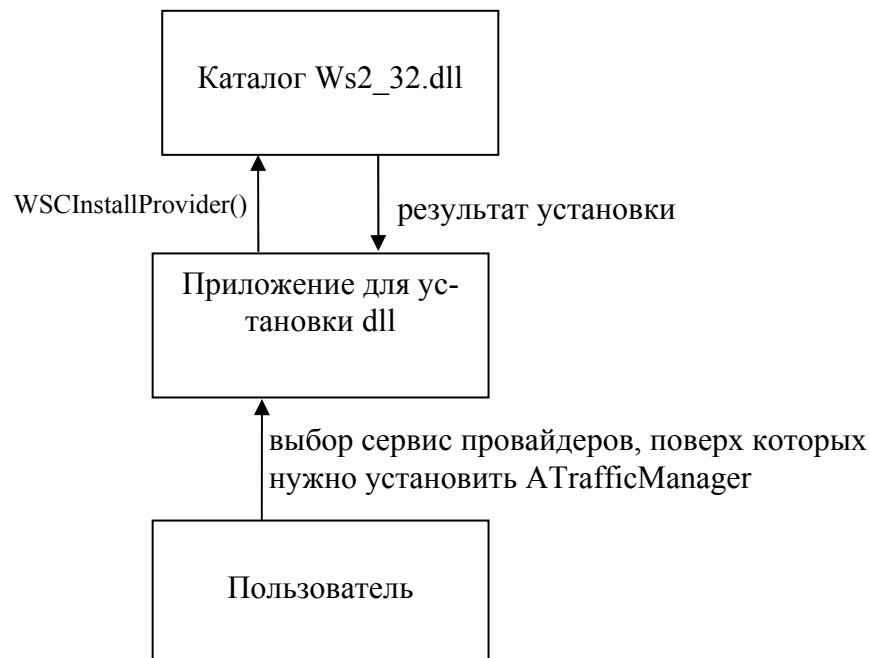 Каталог Ws2_32.dll
WSCInstallProvider()
результат установки
Приложение для ус-
тановки dll
выбор сервис провайдеров, поверх которых
нужно установить ATrafficManager
Пользователь